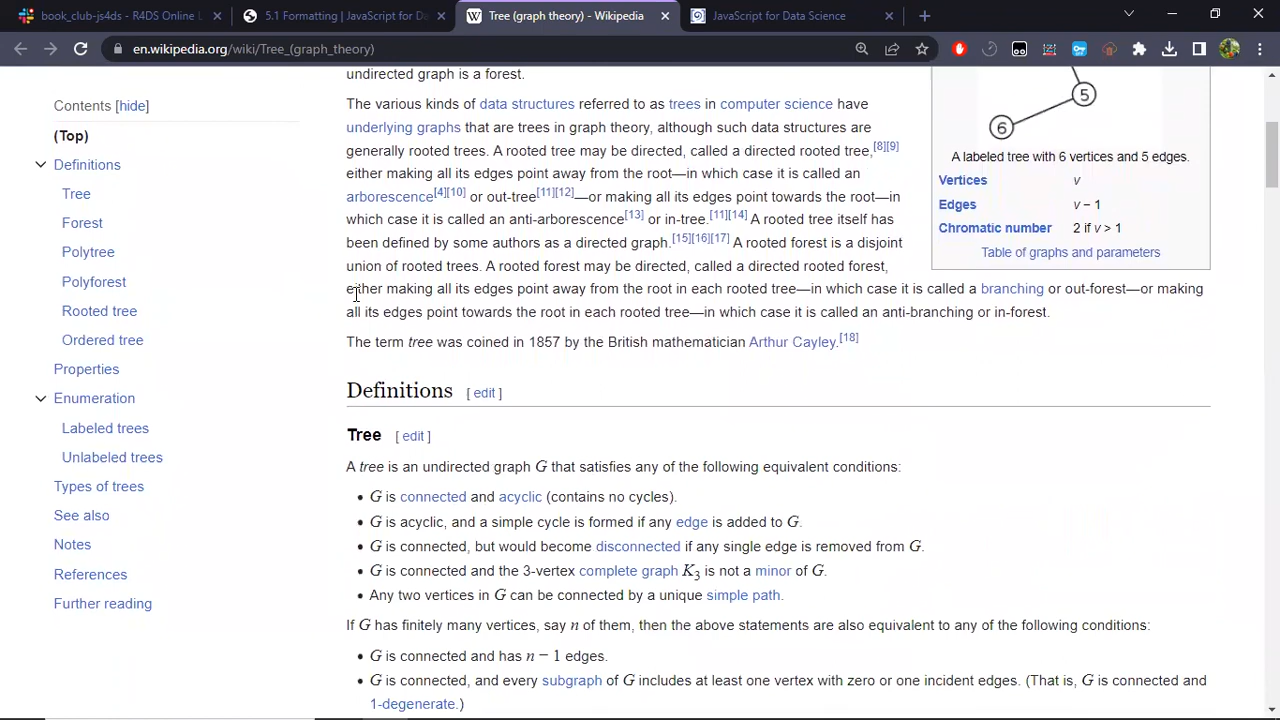 book_club-js4ds - R4DS Online L
5.1 Formatting | JavaScript for Da
Tree (graph theory) - Wikipedia
JavaScript for Data Science
en.wikipedia.org/wiki/Tree_(graph_theory)
Contents [hide]
(Top)
Definitions
Tree
Forest
Polytree
Polyforest
Rooted tree
Ordered tree
Properties
Enumeration
Labeled trees
Unlabeled trees
Types of trees
See also
Notes
References
Further reading
undirected graph is a forest.
The various kinds of data structures referred to as trees in computer science have
underlying graphs that are trees in graph theory, although such data structures are
generally rooted trees. A rooted tree may be directed, called a directed rooted tree,[8][9]
either making all its edges point away from the root—in which case it is called an
arborescence[4][10] or out-tree[11][12]—or making all its edges point towards the root—in
which case it is called an anti-arborescence[13] or in-tree.[11][14] A rooted tree itself has
been defined by some authors as a directed graph.[15][16][17] A rooted forest is a disjoint
union of rooted trees. A rooted forest may be directed, called a directed rooted forest,
either making all its edges point away from the root in each rooted tree—in which case it is called a branching or out-forest—or making
all its edges point towards the root in each rooted tree—in which case it is called an anti-branching or in-forest.
The term tree was coined in 1857 by the British mathematician Arthur Cayley.[18]
5
6
A labeled tree with 6 vertices and 5 edges.
Vertices v
Edges v − 1
Chromatic number 2 if v > 1
Table of graphs and parameters
Definitions [ edit ]
Tree [ edit ]
A tree is an undirected graph G that satisfies any of the following equivalent conditions:
• G is connected and acyclic (contains no cycles).
• G is acyclic, and a simple cycle is formed if any edge is added to G.
• G is connected, but would become disconnected if any single edge is removed from G.
• G is connected and the 3-vertex complete graph K₃ is not a minor of G.
• Any two vertices in G can be connected by a unique simple path.
If G has finitely many vertices, say n of them, then the above statements are also equivalent to any of the following conditions:
• G is connected and has n − 1 edges.
• G is connected, and every subgraph of G includes at least one vertex with zero or one incident edges. (That is, G is connected and
1-degenerate.)